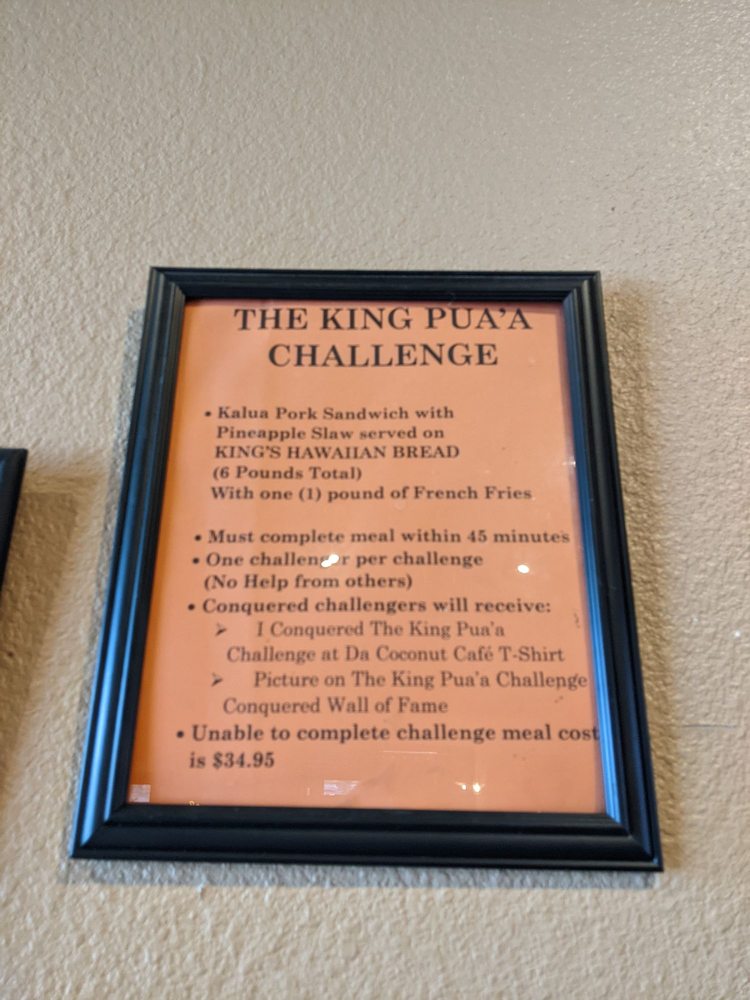 THE KING PUA'A
CHALLENGE
• Kalua Pork Sandwich with
Pineapple Slaw served on
KING'S HAWAIIAN BREAD
(6 Pounds Total)
With one (1) pound of French Fries
• Must complete meal within 45 minutes
• One challenger per challenge
(No Help from others)
• Conquered challengers will receive:
➢ I Conquered The King Pua'a
Challenge at Da Coconut Café T-Shirt
➢ Picture on The King Pua'a Challenge
Conquered Wall of Fame
• Unable to complete challenge meal cost
is $34.95